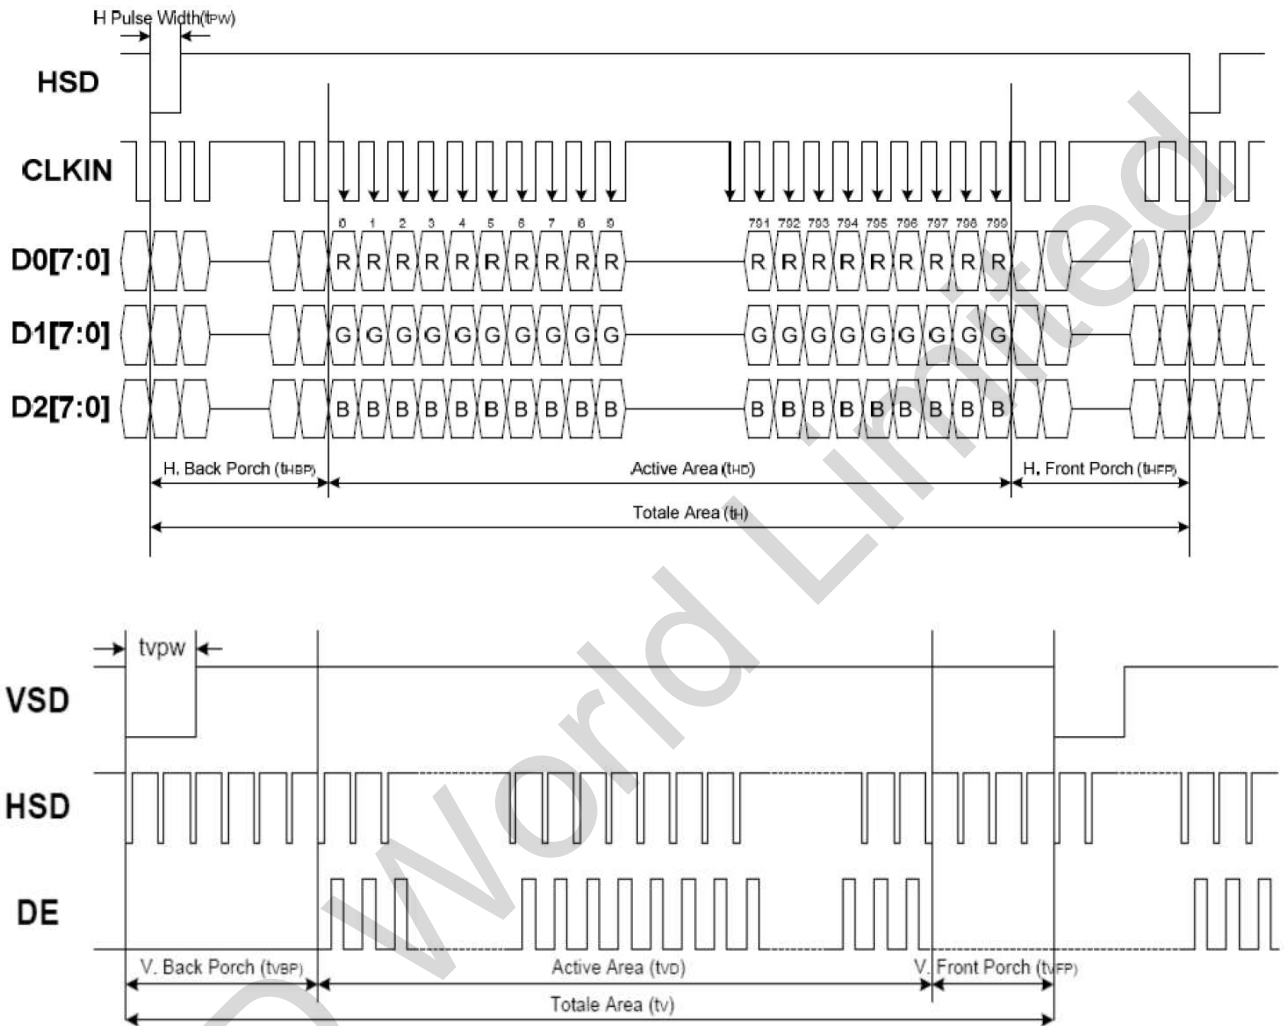 H Pulse Width(tPW)
HSD
CLKIN
0 1 2 3 4 5 6 7 8 9 791 792 793 794 795 796 797 798 799
D0[7:0] R R R R R R R R R R R R R R R R R R R
D1[7:0] G G G G G G G G G G G G G G G G G G G
D2[7:0] B B B B B B B B B B B B B B B B B B B
H. Back Porch (tHBP) Active Area (tHD) H. Front Porch (tHFP)
Totale Area (tH)
tvpw
VSD
HSD
DE
V. Back Porch (tVBP) Active Area (tVD) V. Front Porch (tVFP)
Totale Area (tV)
D World Limited